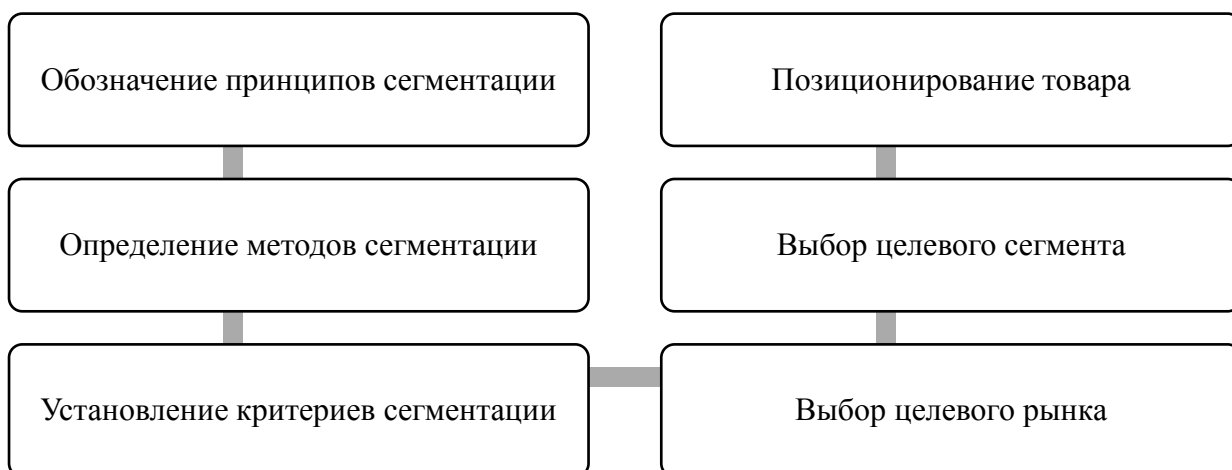 Обозначение принципов сегментации
Определение методов сегментации
Установление критериев сегментации
Выбор целевого рынка
Выбор целевого сегмента
Позиционирование товара